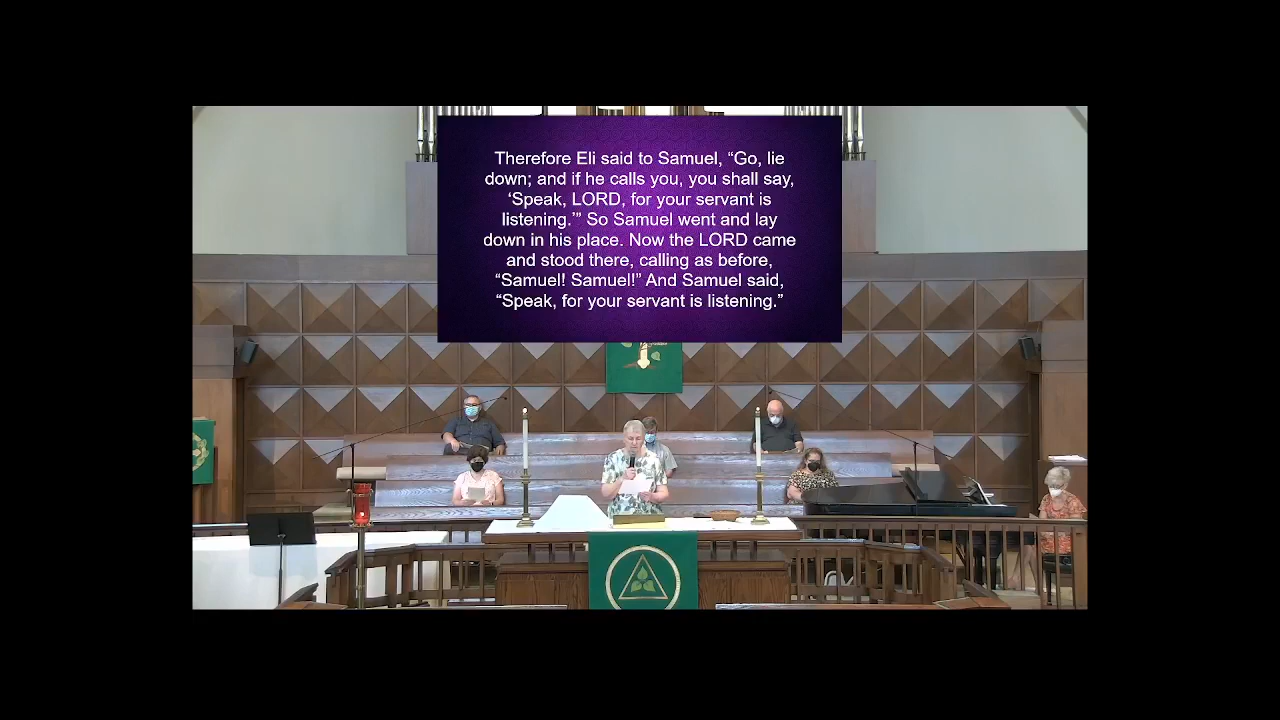 Therefore Eli said to Samuel, “Go, lie
down; and if he calls you, you shall say,
‘Speak, LORD, for your servant is
listening.’” So Samuel went and lay
down in his place. Now the LORD came
and stood there, calling as before,
“Samuel! Samuel!” And Samuel said,
“Speak, for your servant is listening.”